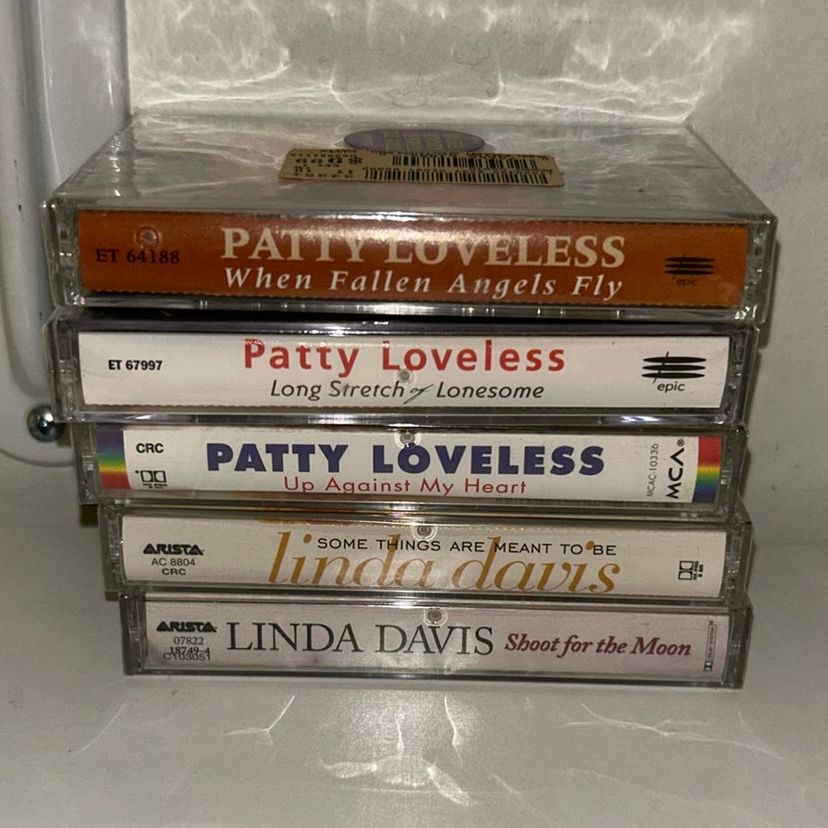 ET 64188
PATTY LOVELESS
When Fallen Angels Fly
epic
ET 67997
Patty Loveless
Long Stretch of Lonesome
epic
CRC
PATTY LOVELESS
Up Against My Heart
MCAC-10336
MCA®
ARISTA
AC 8804
CRC
SOME THINGS ARE MEANT TO BE
linda davis
ARISTA
07822
18749-4
C103051
LINDA DAVIS
Shoot for the Moon